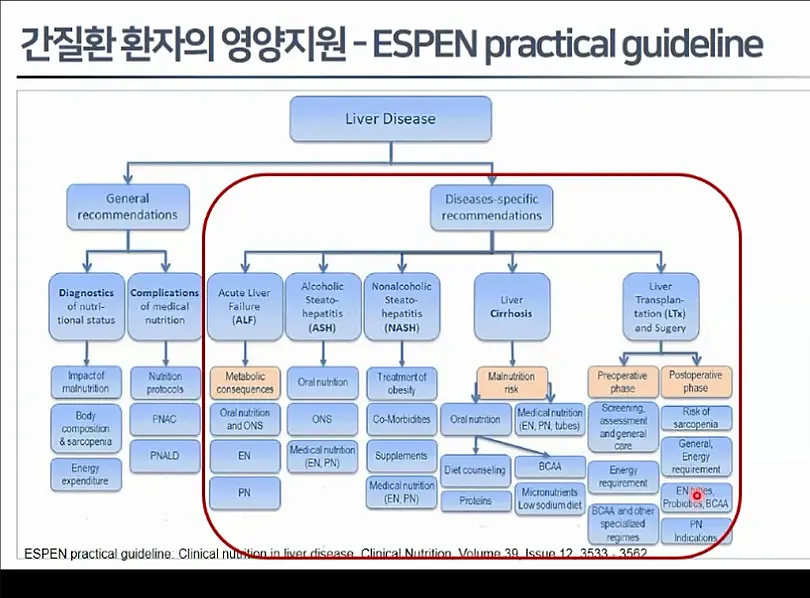 간질환 환자의 영양지원 - ESPEN practical guideline
Liver Disease
General
recommendations
Diseases-specific
recommendations
Diagnostics
of nutri-
tional status
Complications
of medical
nutrition
Acute Liver
Failure
(ALF)
Alcoholic
Steato-
hepatitis
(ASH)
Nonalcoholic
Steato-
hepatitis
(NASH)
Liver
Cirrhosis
Liver
Transplan-
tation (LTx)
and Sugery
Impact of
malnutrition
Body
composition
& sarcopenia
Energy
expenditure
Nutrition
protocols
PNAC
PNALD
Metabolic
consequences
Oral nutrition
and ONS
EN
PN
Oral nutrition
ONS
Medical nutrition
(EN, PN)
Treatment of
obesity
Co-Morbidities
Supplements
Medical nutrition
(EN, PN)
Malnutrition
risk
Oral nutrition
Medical nutrition
(EN, PN, tubes)
Diet counseling
Proteins
BCAA
Micronutrients
Low sodium diet
Preoperative
phase
Screening,
assessment
and general
care
Energy
requirement
BCAA and other
specialized
regimes
Postoperative
phase
Risk of
sarcopenia
General,
Energy
requirement
EN
Probiotics, BCAA
PN
Indications
ESPEN practical guideline: Clinical nutrition in liver disease. Clinical Nutrition, Volume 39, Issue 12, 3533 - 3562